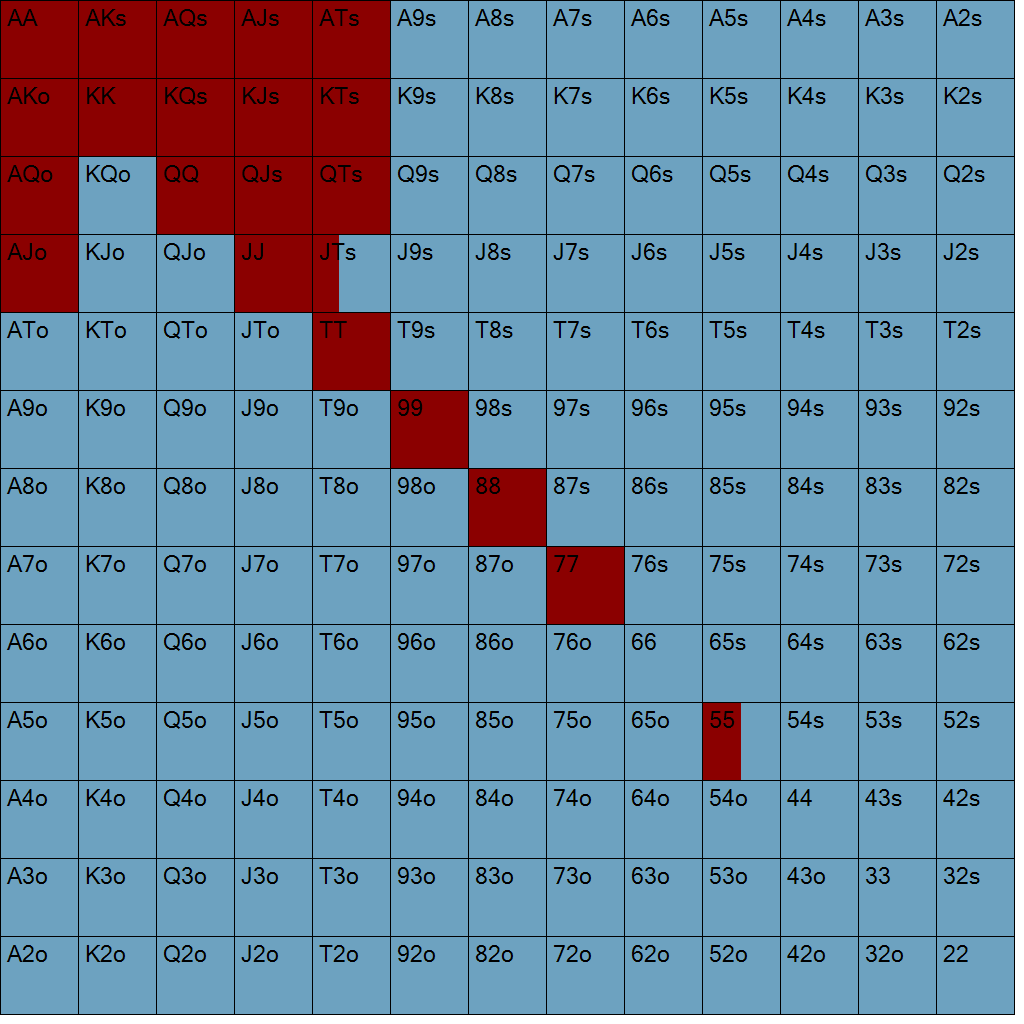 AA AKs AQs AJs ATs A9s A8s A7s A6s A5s A4s A3s A2s
AKo KK KQs KJs KTs K9s K8s K7s K6s K5s K4s K3s K2s
AQo KQo QQ QJs QTs Q9s Q8s Q7s Q6s Q5s Q4s Q3s Q2s
AJo KJo QJo JJ JTs J9s J8s J7s J6s J5s J4s J3s J2s
ATo KTo QTo JTo TT T9s T8s T7s T6s T5s T4s T3s T2s
A9o K9o Q9o J9o T9o 99 98s 97s 96s 95s 94s 93s 92s
A8o K8o Q8o J8o T8o 98o 88 87s 86s 85s 84s 83s 82s
A7o K7o Q7o J7o T7o 97o 87o 77 76s 75s 74s 73s 72s
A6o K6o Q6o J6o T6o 96o 86o 76o 66 65s 64s 63s 62s
A5o K5o Q5o J5o T5o 95o 85o 75o 65o 55 54s 53s 52s
A4o K4o Q4o J4o T4o 94o 84o 74o 64o 54o 44 43s 42s
A3o K3o Q3o J3o T3o 93o 83o 73o 63o 53o 43o 33 32s
A2o K2o Q2o J2o T2o 92o 82o 72o 62o 52o 42o 32o 22